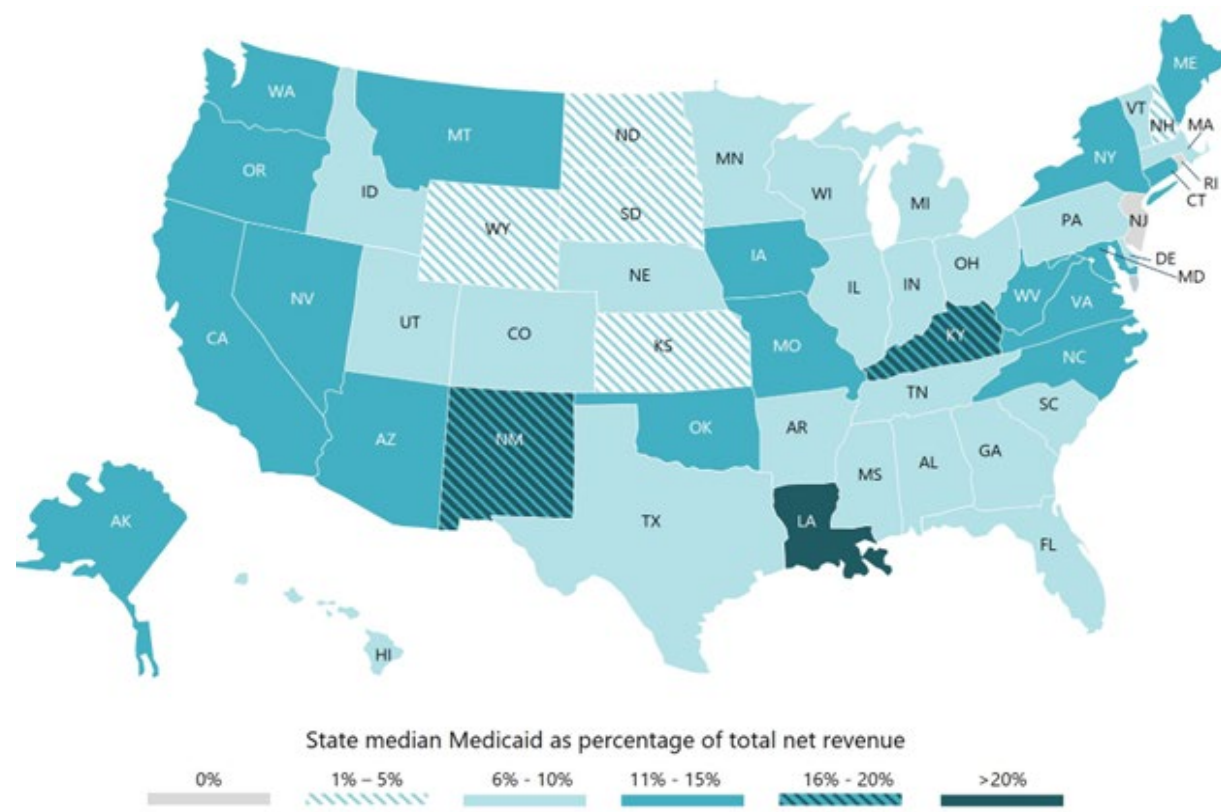 WA
MT
ND
MN
ME
VT
NH
MA
OR
ID
WY
SD
WI
MI
NY
RI
CT
NV
UT
CO
NE
IA
IL
IN
OH
PA
NJ
DE
MD
CA
KS
MO
KY
WV
VA
AZ
NM
OK
AR
TN
NC
SC
TX
LA
MS
AL
GA
FL
AK
HI
State median Medicaid as percentage of total net revenue
0% 1% – 5% 6% - 10% 11% - 15% 16% - 20% >20%